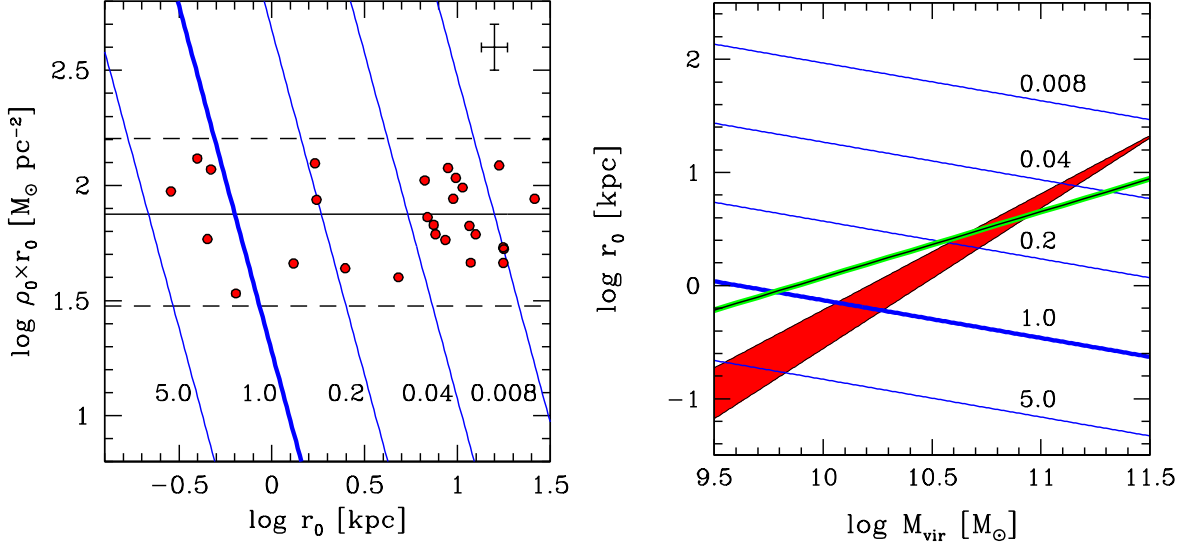 2.5
2
1.5
1
log ρ₀×r₀ [M⊙ pc⁻²]
5.0 1.0 0.2 0.04 0.008
−0.5 0 0.5 1 1.5
log r₀ [kpc]
2
1
0
−1
log r₀ [kpc]
0.008
0.04
0.2
1.0
5.0
9.5 10 10.5 11 11.5
log Mvir [M⊙]